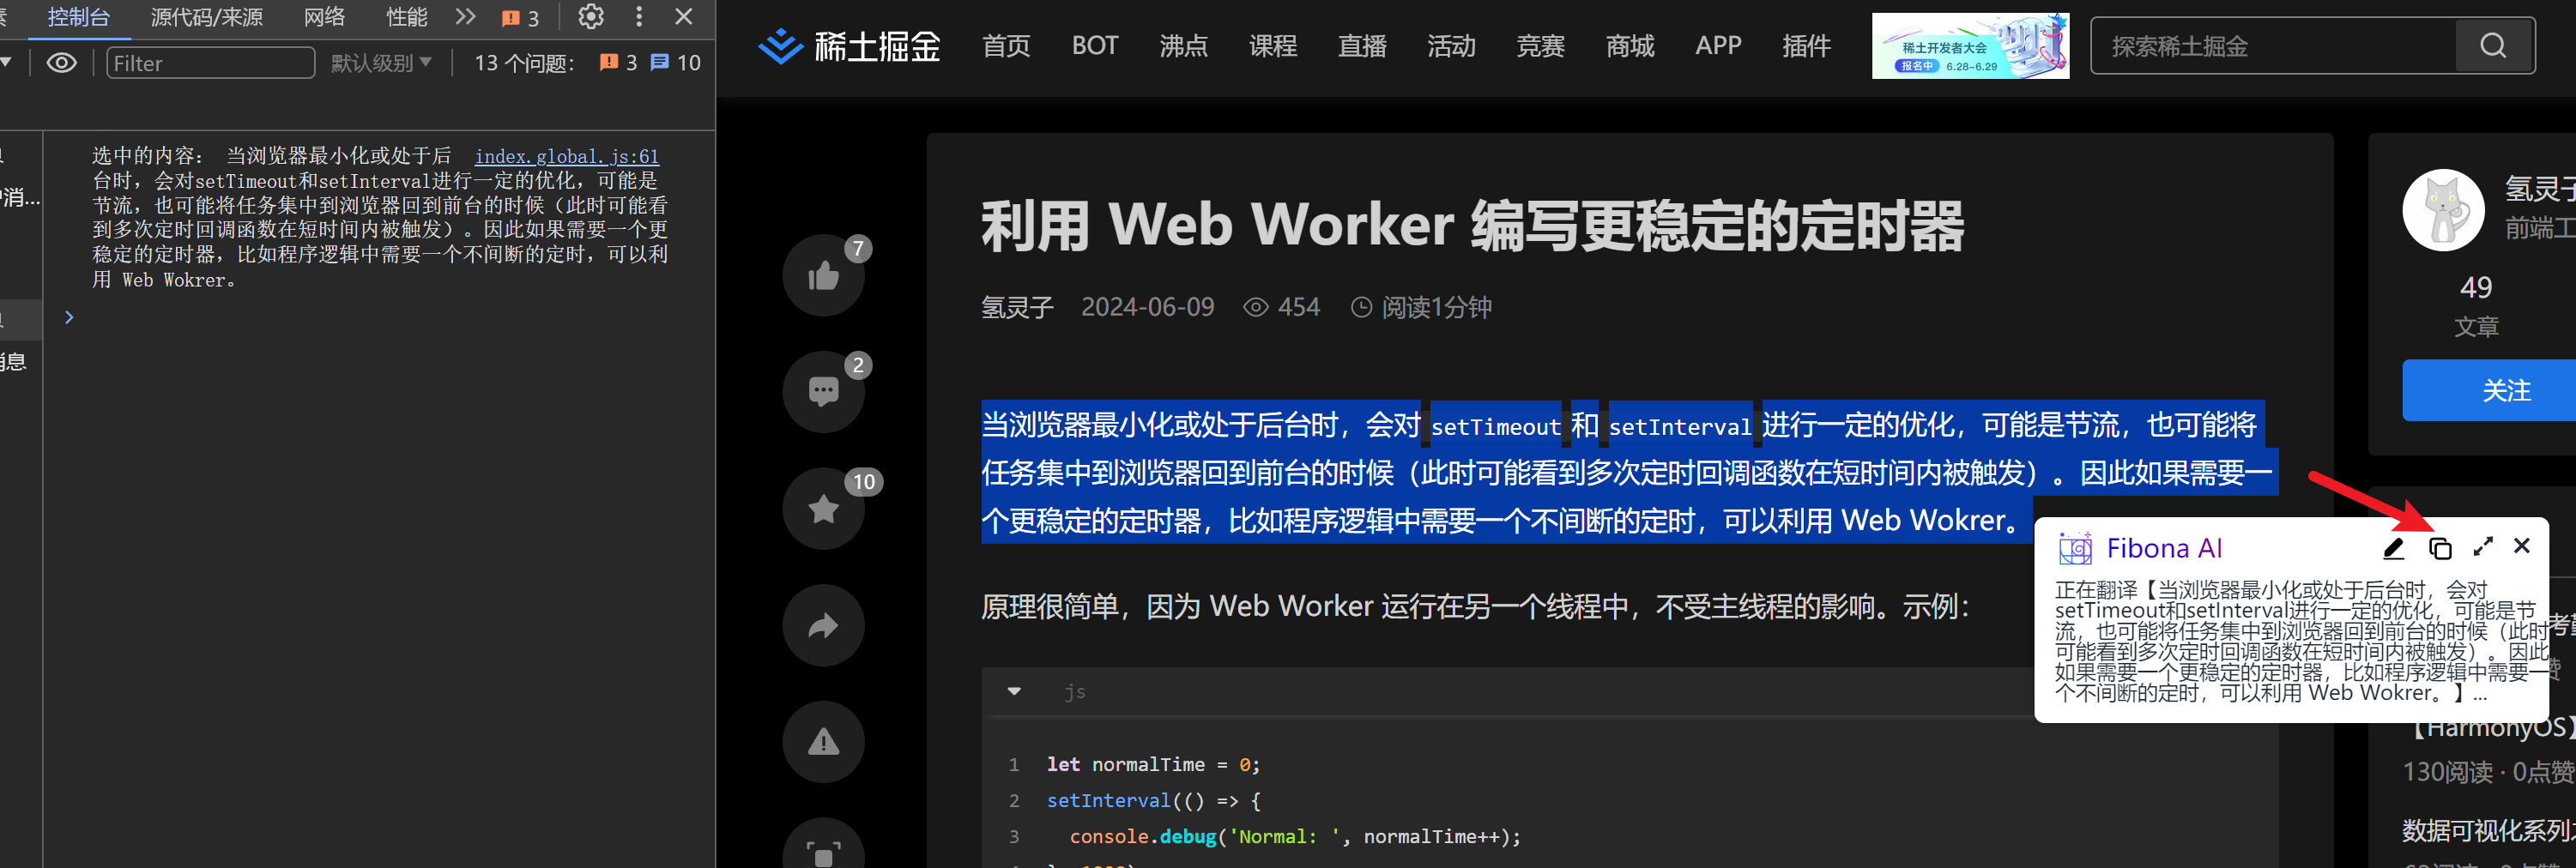 控制台 源代码/来源 网络 性能 3
Filter 默认级别 13 个问题： 3 10
选中的内容： 当浏览器最小化或处于后 index.global.js:61
台时，会对setTimeout和setInterval进行一定的优化，可能是
节流，也可能将任务集中到浏览器回到前台的时候（此时可能看
到多次定时回调函数在短时间内被触发）。因此如果需要一个更
稳定的定时器，比如程序逻辑中需要一个不间断的定时，可以利
用 Web Wokrer。
消...
消息
稀土掘金 首页 BOT 沸点 课程 直播 活动 竞赛 商城 APP 插件
稀土开发者大会
报名中 6.28-6.29
探索稀土掘金
利用 Web Worker 编写更稳定的定时器
氢灵子 2024-06-09 454 阅读1分钟
7
2
10
当浏览器最小化或处于后台时，会对 setTimeout 和 setInterval 进行一定的优化，可能是节流，也可能将
任务集中到浏览器回到前台的时候（此时可能看到多次定时回调函数在短时间内被触发）。因此如果需要一
个更稳定的定时器，比如程序逻辑中需要一个不间断的定时，可以利用 Web Wokrer。
原理很简单，因为 Web Worker 运行在另一个线程中，不受主线程的影响。示例：
js
1 let normalTime = 0;
2 setInterval(() => {
3 console.debug('Normal: ', normalTime++);
Fibona AI
正在翻译【当浏览器最小化或处于后台时，会对
setTimeout和setInterval进行一定的优化，可能是节
流，也可能将任务集中到浏览器回到前台的时候（此时
可能看到多次定时回调函数在短时间内被触发）。因此
如果需要一个更稳定的定时器，比如程序逻辑中需要一
个不间断的定时，可以利用 Web Wokrer。】...
氢灵子
前端工
49
文章
关注
【HarmonyOS】
130阅读 · 0点赞
数据可视化系列